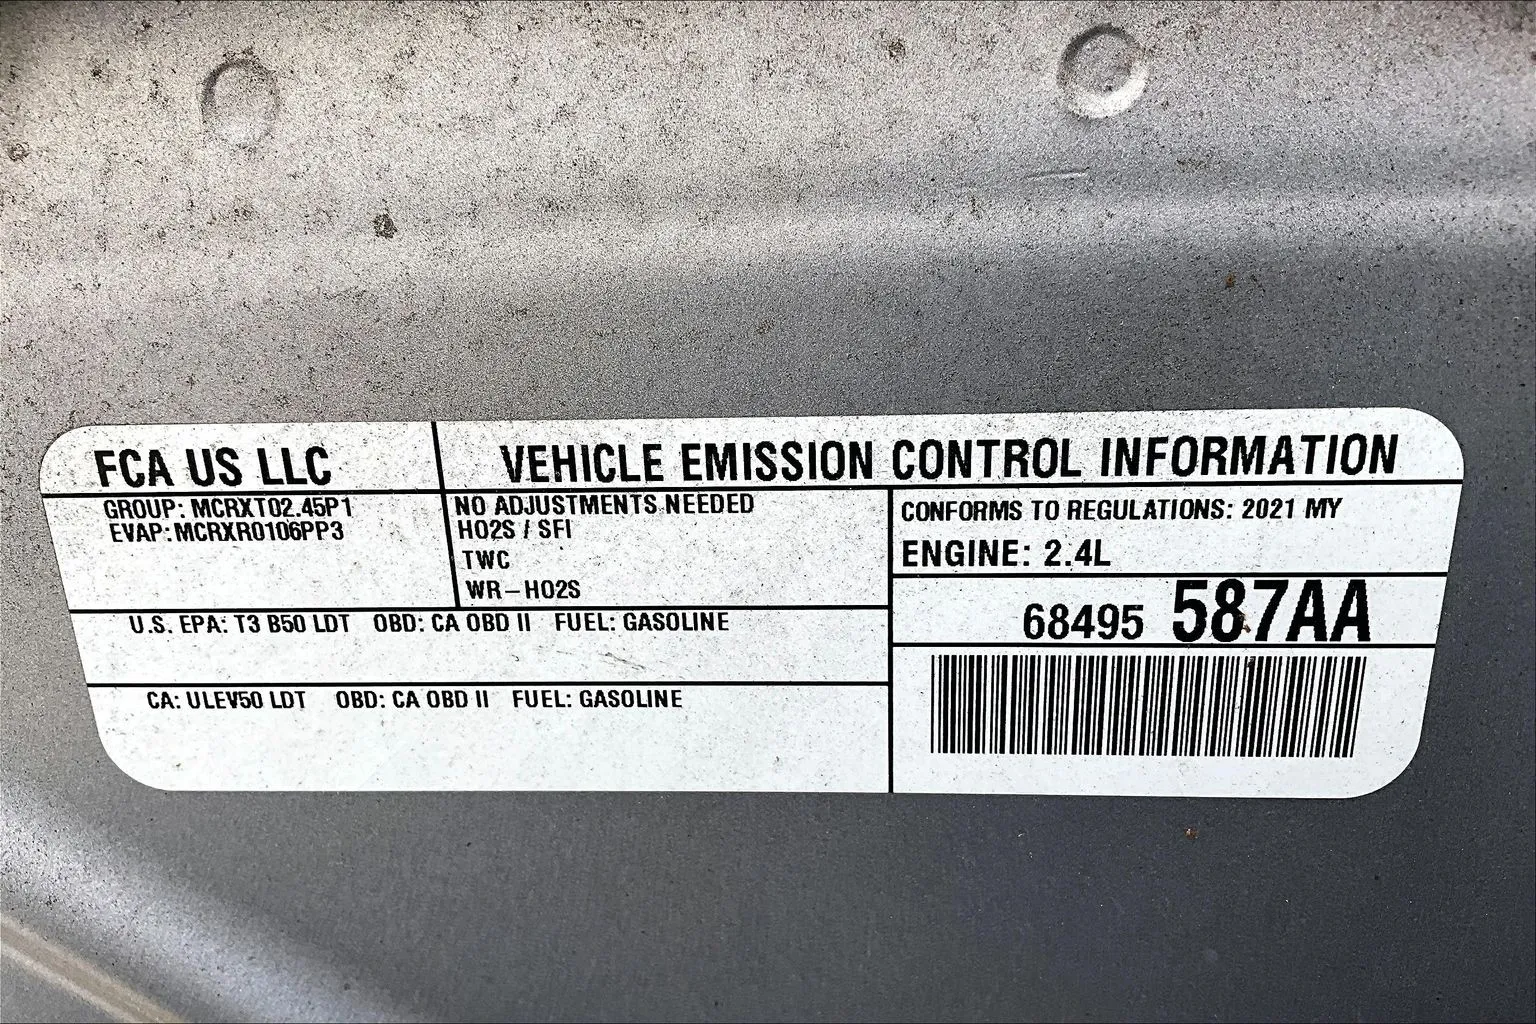 FCA US LLC
VEHICLE EMISSION CONTROL INFORMATION
GROUP: MCRXT02.45P1
EVAP: MCRXR0106PP3
NO ADJUSTMENTS NEEDED
HO2S / SFI
TWC
WR-HO2S
CONFORMS TO REGULATIONS: 2021 MY
ENGINE: 2.4L
68495 587AA
U.S. EPA: T3 B50 LDT OBD: CA OBD II FUEL: GASOLINE
CA: ULEV50 LDT OBD: CA OBD II FUEL: GASOLINE